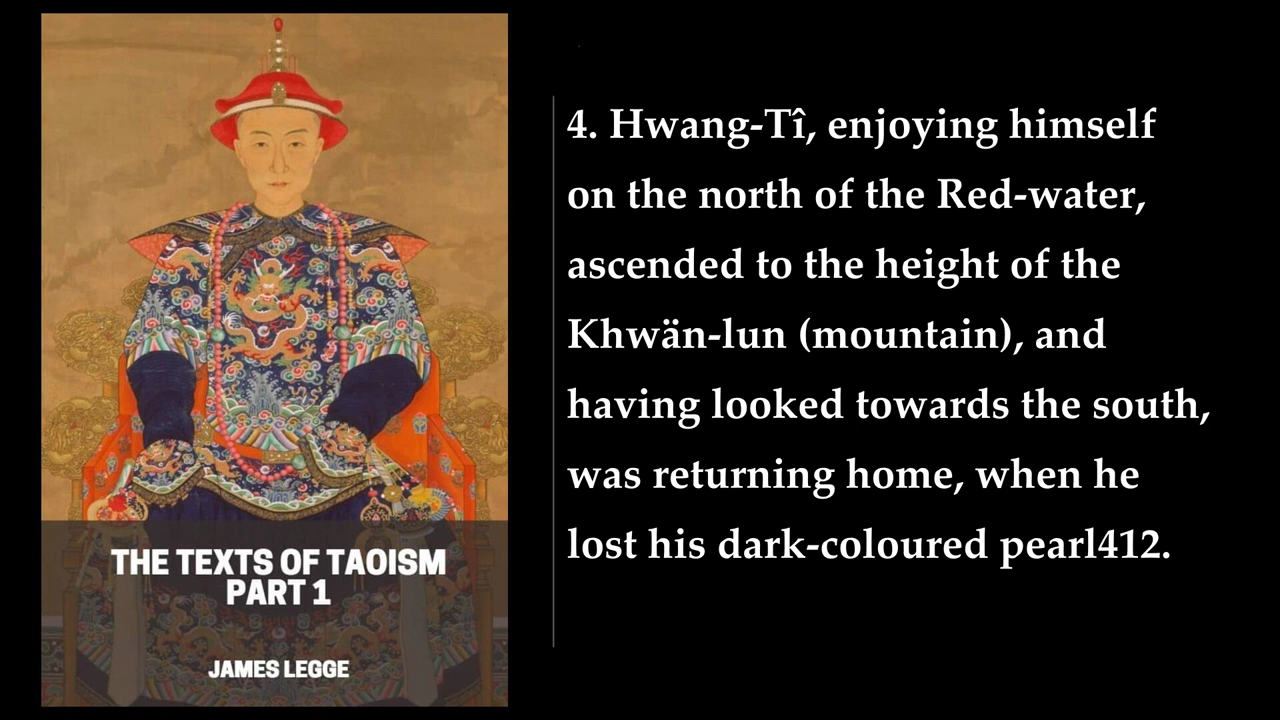 THE TEXTS OF TAOISM
PART 1
JAMES LEGGE
4. Hwang-Tî, enjoying himself
on the north of the Red-water,
ascended to the height of the
Khwän-lun (mountain), and
having looked towards the south,
was returning home, when he
lost his dark-coloured pearl412.